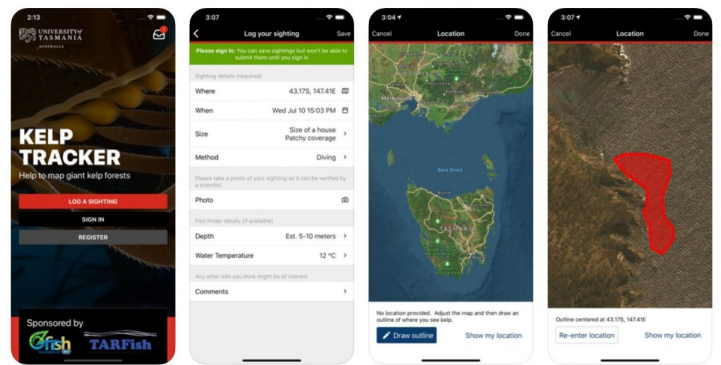 2:13
UNIVERSITY of
TASMANIA
AUSTRALIA
KELP
TRACKER
Help to map giant kelp forests
LOG A SIGHTING
SIGN IN
REGISTER
Sponsored by
fish
TARFish
3:07
Log your sighting
Save
Please sign in: You can save sightings but won't be able to
submit them until you sign in
Sighting details (required)
Where 43.17S, 147.41E
When Wed Jul 10 15:03 PM
Size Size of a house
Patchy coverage
Method Diving
Please take a photo of your sighting so it can be verified by
a scientist
Photo
Fish finder details (if available)
Depth Est. 5-10 meters
Water Temperature 12 °C
Any other info you think might be of interest
Comments
3:04
Cancel Location Done
Melbourne
Bass Strait
Burnie
TASMANIA
No location provided. Adjust the map and then draw an
outline of where you see kelp.
Draw outline Show my location
3:07
Cancel Location Done
Outline centered at 43.17S, 147.41E
Re-enter location Show my location